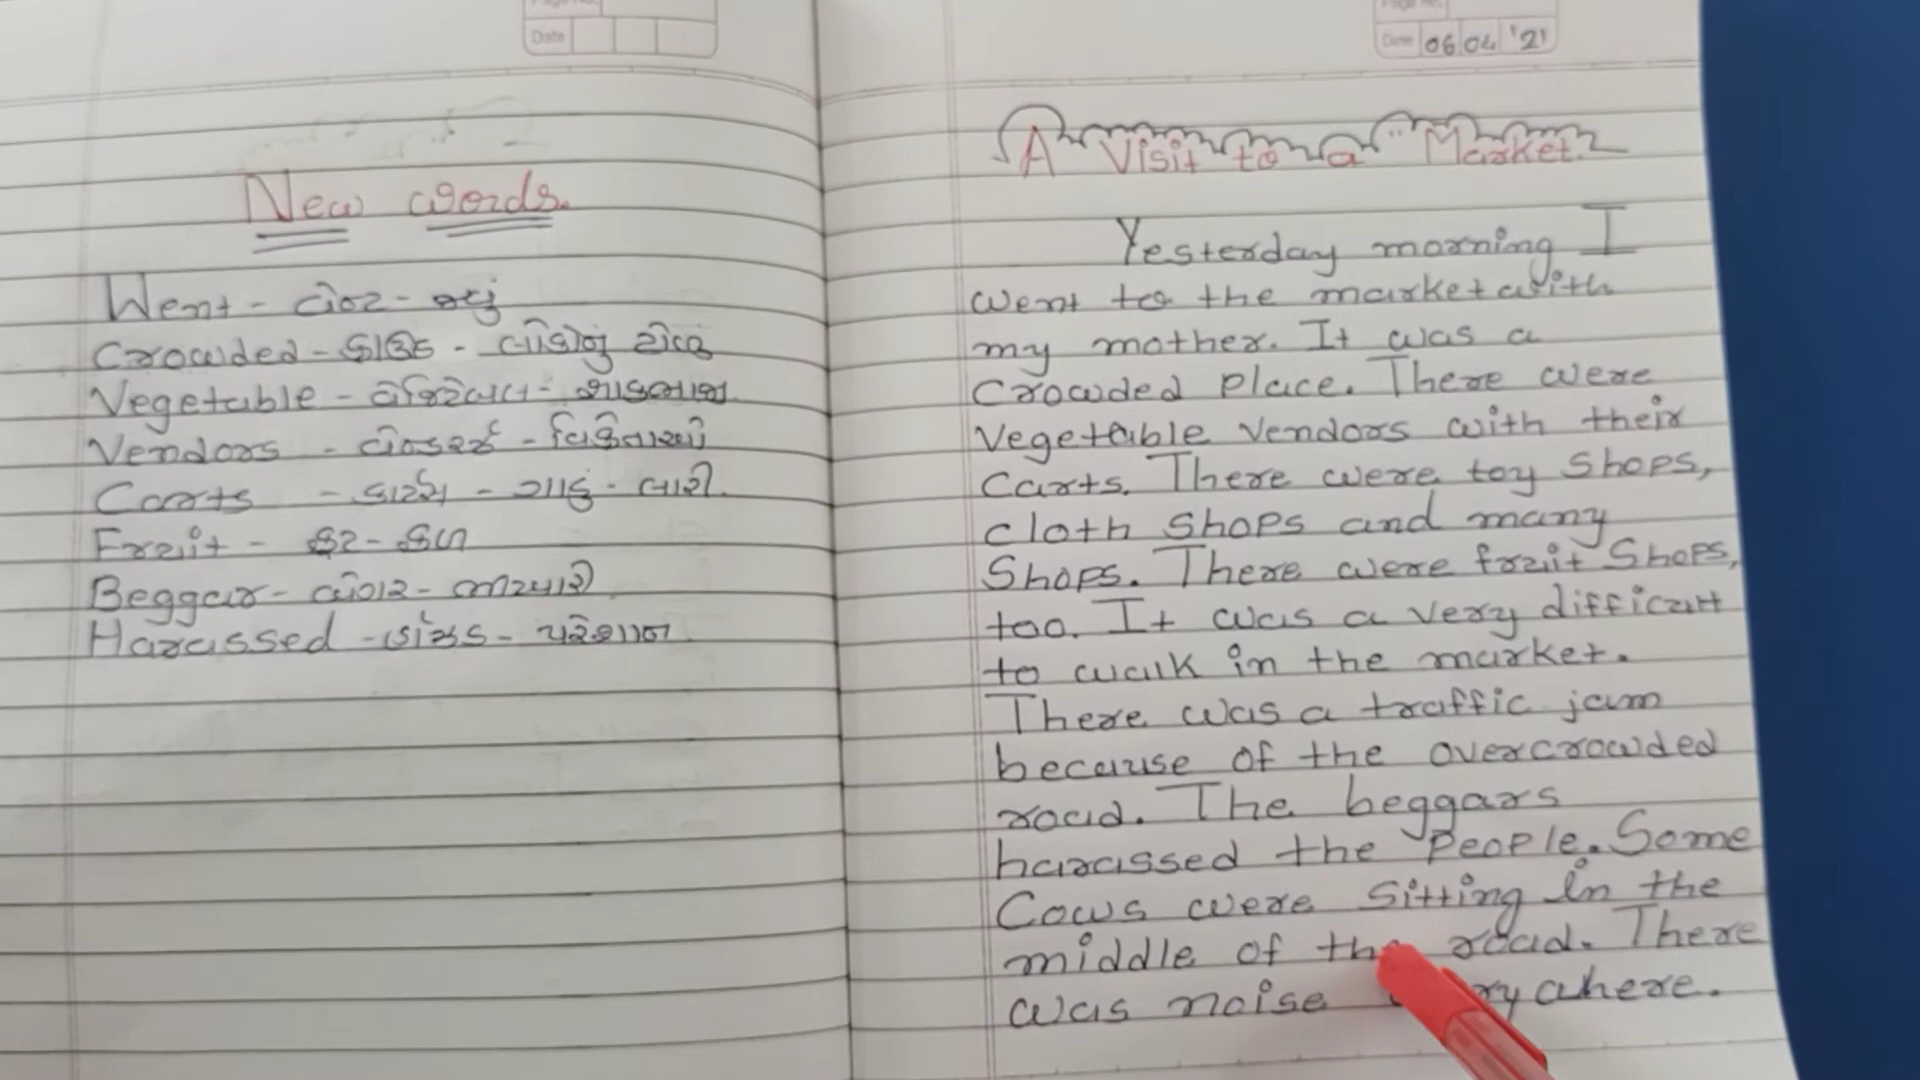 Date
New words.
Went - વેન્ટ - ગયું
Crowded - ક્રાઉડેડ - ગીચોગીચ
Vegetable - વેજિટેબલ - શાકભાજી
Vendors - વેન્ડર્સ - વિક્રેતાઓ
Carts - કાર્ટસ - ગાડું - લારી
Fruit - ફ્રુટ - ફળ
Beggar - બેગર - ભિખારી
Harassed - હેરેસ્ડ - પરેશાન
Date 06 04 '21
A Visit to a Market.
Yesterday morning I
went to the market with
my mother. It was a
crowded place. There were
vegetable vendors with their
carts. There were toy shops,
cloth shops and many
shops. There were fruit shops,
too. It was a very difficult
to walk in the market.
There was a traffic jam
because of the overcrowded
road. The beggars
harassed the people. Some
cows were sitting in the
middle of the road. There
was noise everywhere.